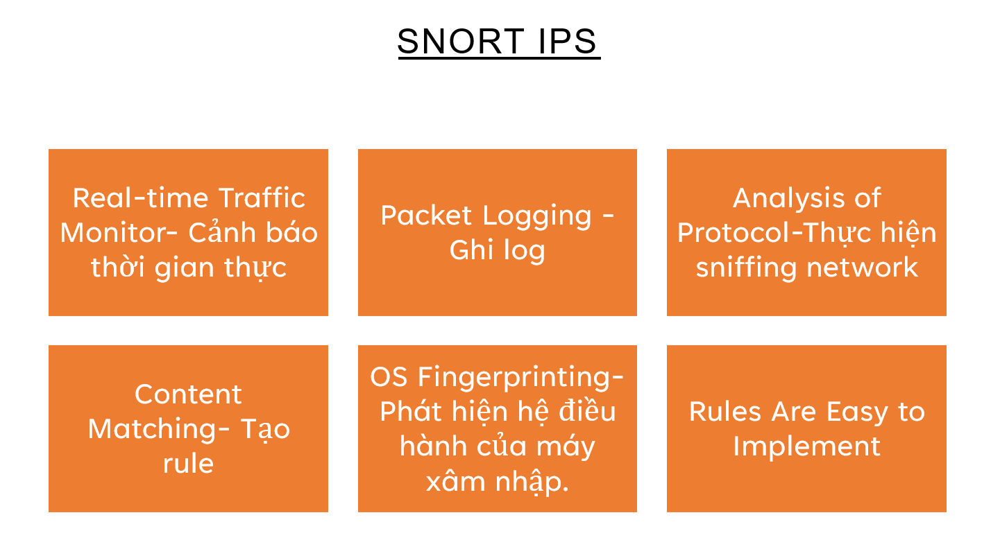 SNORT IPS
Real-time Traffic
Monitor- Cảnh báo
thời gian thực
Packet Logging -
Ghi log
Analysis of
Protocol-Thực hiện
sniffing network
Content
Matching- Tạo
rule
OS Fingerprinting-
Phát hiện hệ điều
hành của máy
xâm nhập.
Rules Are Easy to
Implement